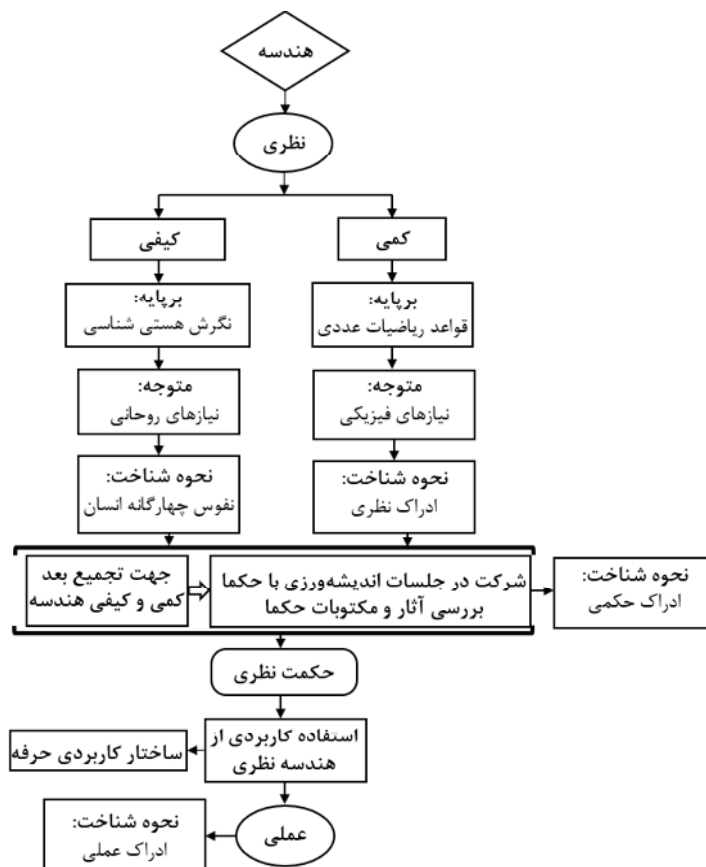 هندسه
نظری
کمی
کیفی
برپایه:
قواعد ریاضیات عددی
برپایه:
نگرش هستی شناسی
متوجه:
نیازهای فیزیکی
متوجه:
نیازهای روحانی
نحوه شناخت:
ادراک نظری
نحوه شناخت:
نفوس چهارگانه انسان
نحوه شناخت:
ادراک حکمی
شرکت در جلسات اندیشه‌ورزی با حکما
بررسی آثار و مکتوبات حکما
جهت تجمیع بعد
کمی و کیفی هندسه
حکمت نظری
استفاده کاربردی از
هندسه نظری
ساختار کاربردی حرفه
عملی
نحوه شناخت:
ادراک عملی